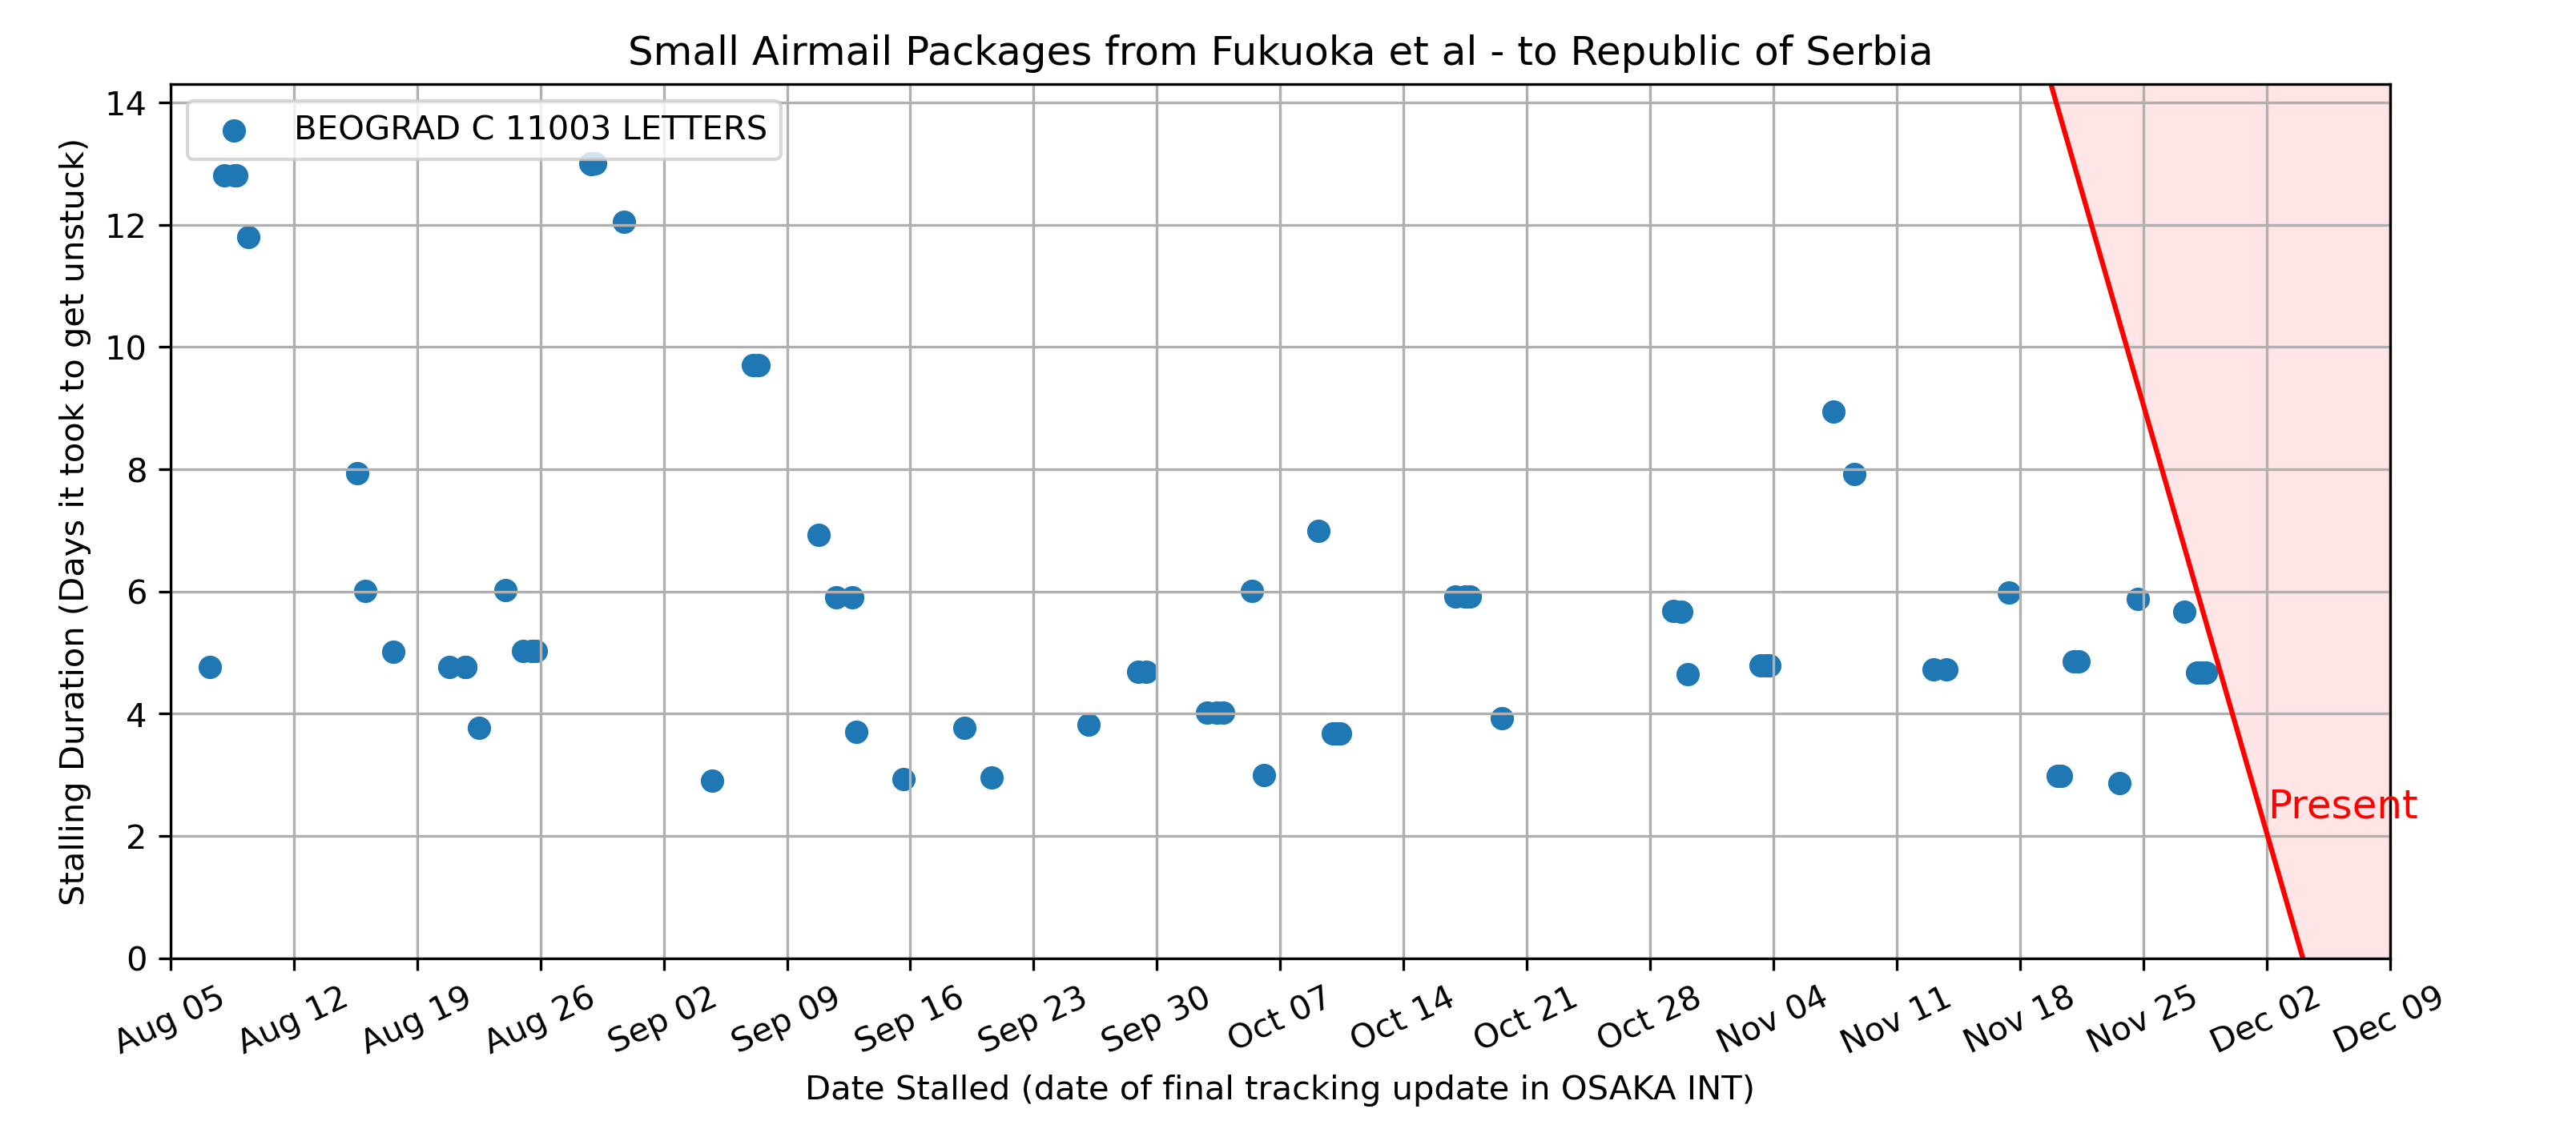 Small Airmail Packages from Fukuoka et al - to Republic of Serbia
BEOGRAD C 11003 LETTERS
Stalling Duration (Days it took to get unstuck)
14
12
10
8
6
4
2
0
Present
Aug 05 Aug 12 Aug 19 Aug 26 Sep 02 Sep 09 Sep 16 Sep 23 Sep 30 Oct 07 Oct 14 Oct 21 Oct 28 Nov 04 Nov 11 Nov 18 Nov 25 Dec 02 Dec 09
Date Stalled (date of final tracking update in OSAKA INT)